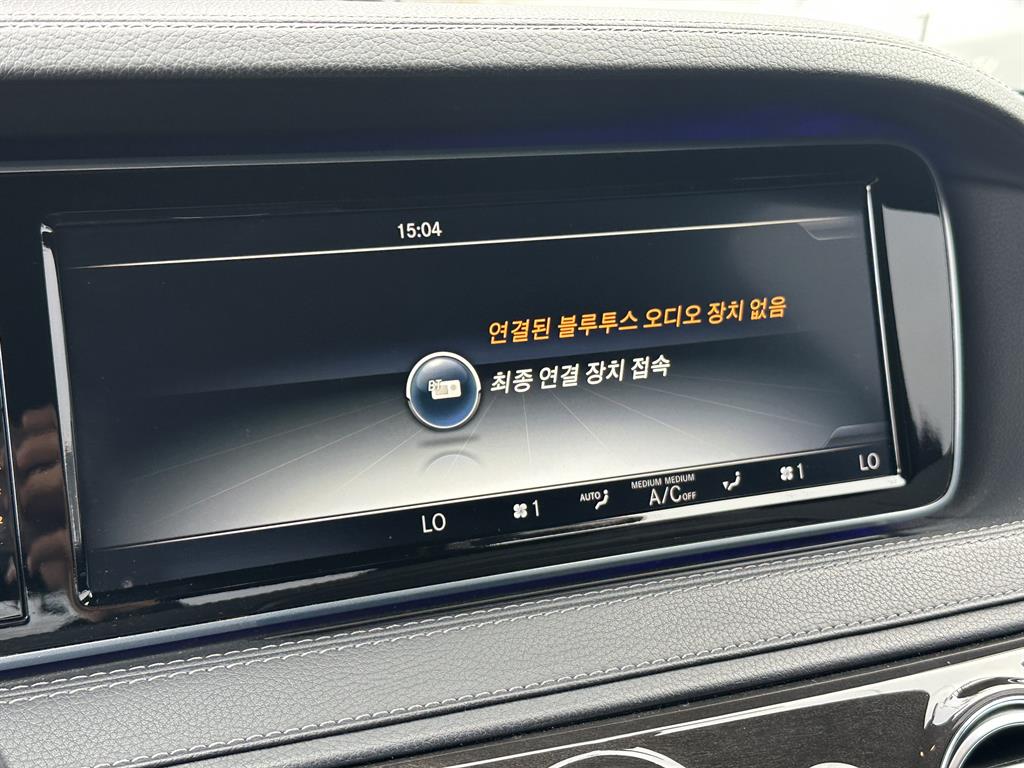 15:04
연결된 블루투스 오디오 장치 없음
BT
최종 연결 장치 접속
LO
1
AUTO
MEDIUM MEDIUM
A/C OFF
1
LO